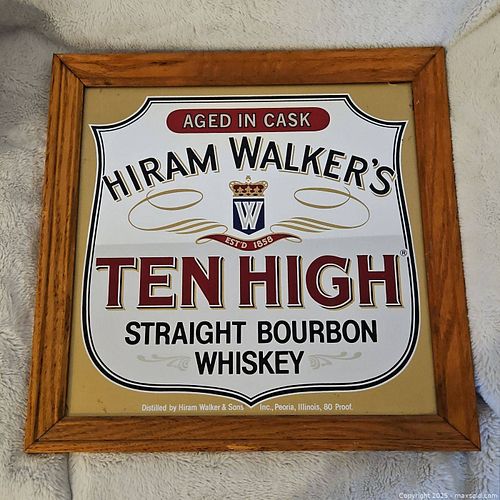 AGED IN CASK
HIRAM WALKER'S
W
EST'D 1858
TEN HIGH®
STRAIGHT BOURBON
WHISKEY
Distilled by Hiram Walker & Sons Inc., Peoria, Illinois, 80 Proof.
Copyright 2025 - maxsold.com